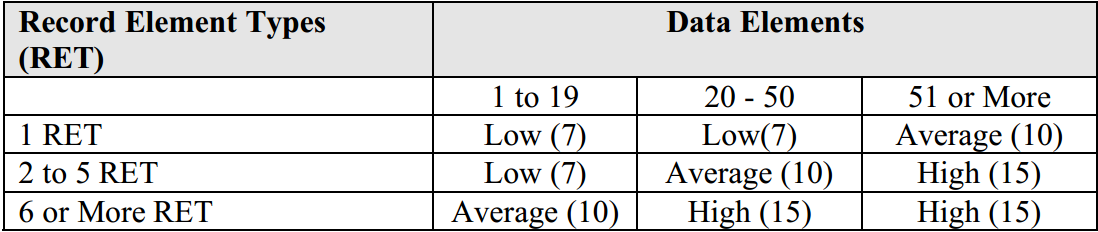 Record Element Types Data Elements
(RET)
1 to 19 20 - 50 51 or More
1 RET Low (7) Low(7) Average (10)
2 to 5 RET Low (7) Average (10) High (15)
6 or More RET Average (10) High (15) High (15)